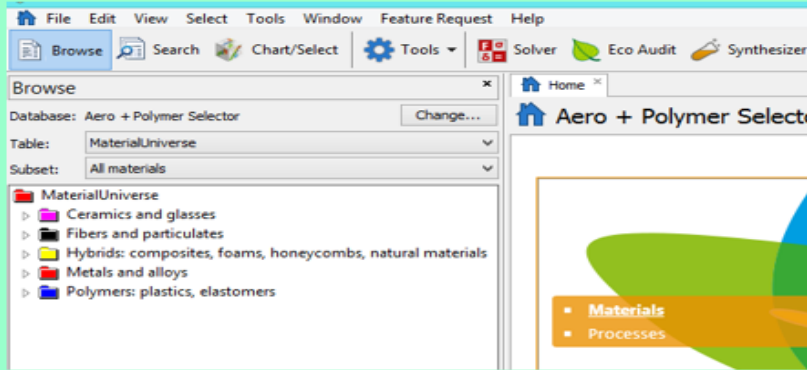 File Edit View Select Tools Window Feature Request Help
Browse Search Chart/Select Tools Solver Eco Audit Synthesizer
Browse
Home
Database: Aero + Polymer Selector Change...
Aero + Polymer Selecto
Table: MaterialUniverse
Subset: All materials
MaterialUniverse
Ceramics and glasses
Fibers and particulates
Hybrids: composites, foams, honeycombs, natural materials
Metals and alloys
Polymers: plastics, elastomers
Materials
Processes